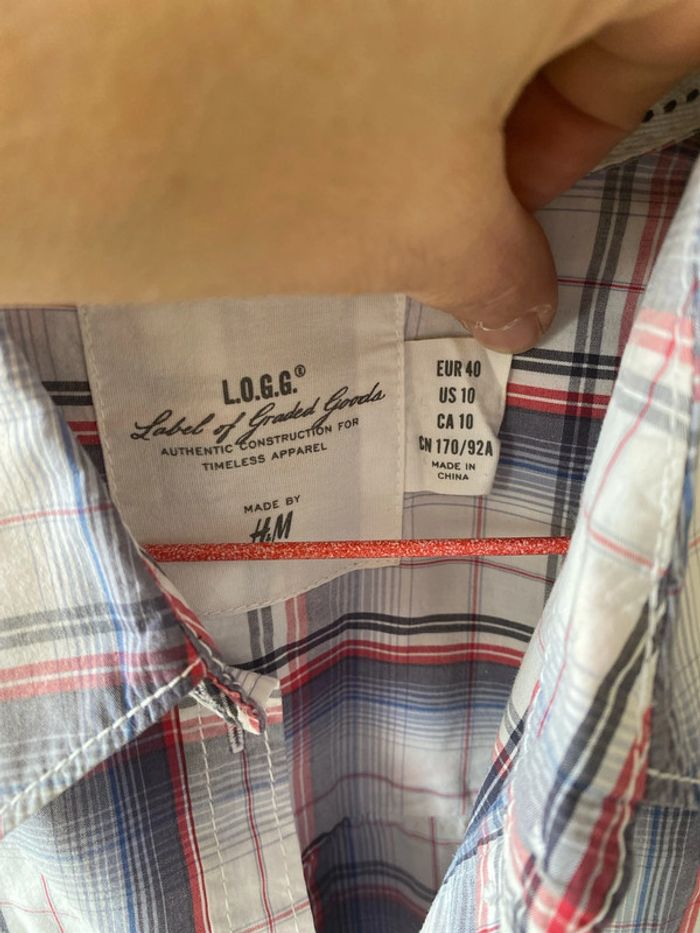 L.O.G.G.®
Label of Graded Goods
AUTHENTIC CONSTRUCTION FOR
TIMELESS APPAREL
MADE BY
H&M
EUR 40
US 10
CA 10
CN 170/92A
MADE IN
CHINA